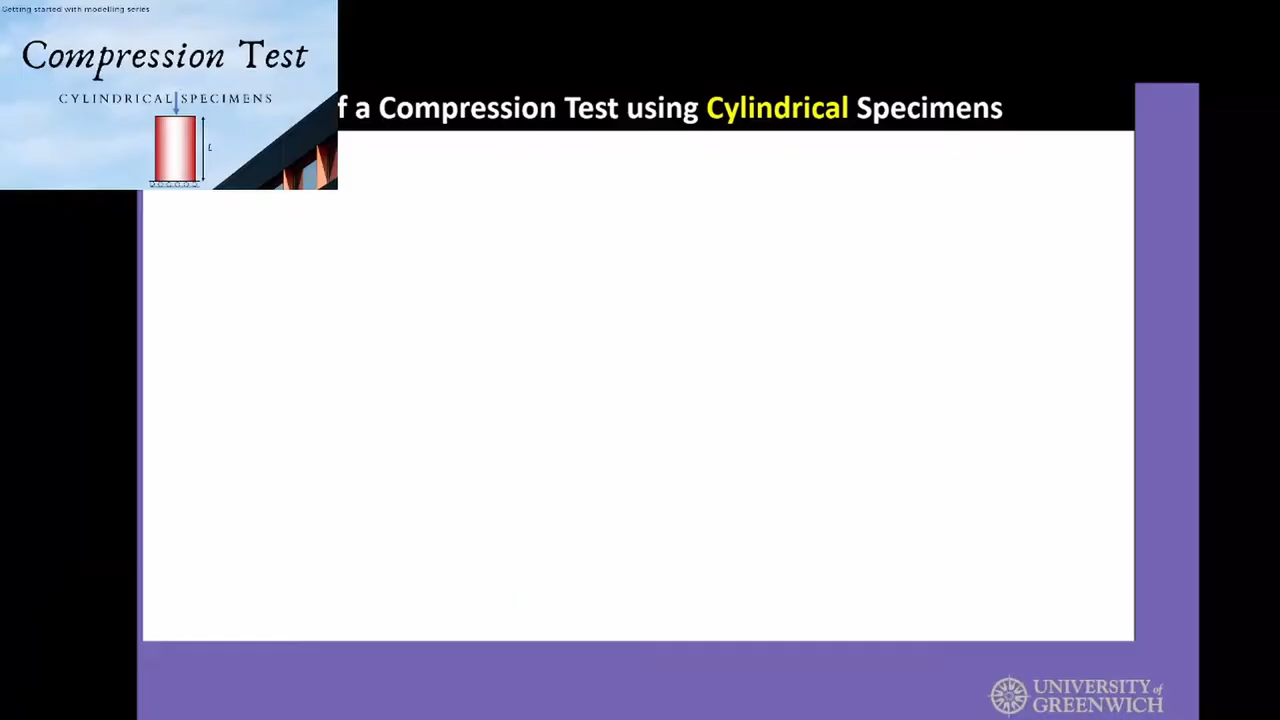 Getting started with modelling series
Compression Test
CYLINDRICAL SPECIMENS
L
f a Compression Test using Cylindrical Specimens
UNIVERSITY of
GREENWICH